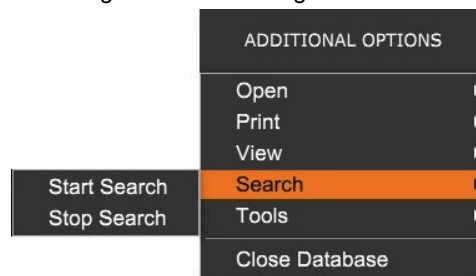 ADDITIONAL OPTIONS
Open
Print
View
Search
Start Search
Stop Search
Tools
Close Database